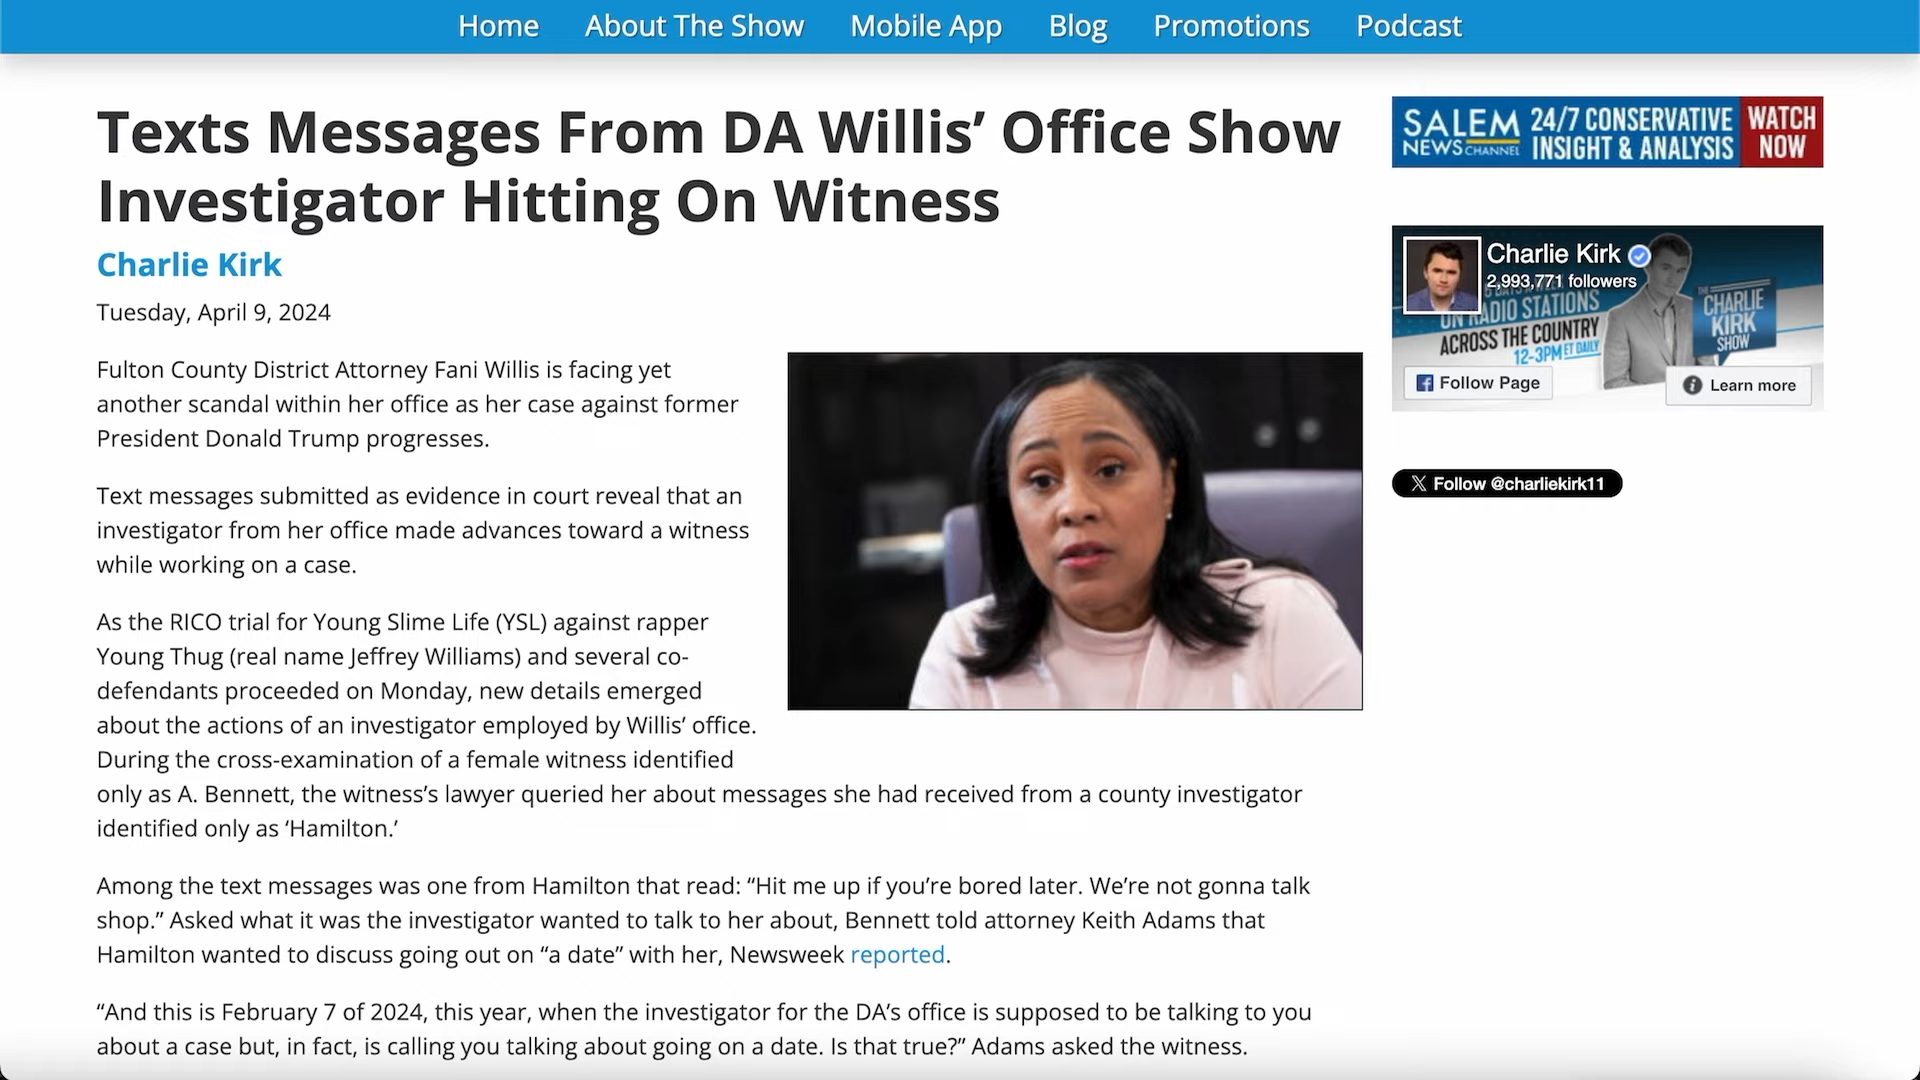 Home About The Show Mobile App Blog Promotions Podcast
Texts Messages From DA Willis’ Office Show
Investigator Hitting On Witness
Charlie Kirk
Tuesday, April 9, 2024
Fulton County District Attorney Fani Willis is facing yet
another scandal within her office as her case against former
President Donald Trump progresses.
Text messages submitted as evidence in court reveal that an
investigator from her office made advances toward a witness
while working on a case.
As the RICO trial for Young Slime Life (YSL) against rapper
Young Thug (real name Jeffrey Williams) and several co-
defendants proceeded on Monday, new details emerged
about the actions of an investigator employed by Willis’ office.
During the cross-examination of a female witness identified
only as A. Bennett, the witness’s lawyer queried her about messages she had received from a county investigator
identified only as ‘Hamilton.’
Among the text messages was one from Hamilton that read: “Hit me up if you’re bored later. We’re not gonna talk
shop.” Asked what it was the investigator wanted to talk to her about, Bennett told attorney Keith Adams that
Hamilton wanted to discuss going out on “a date” with her, Newsweek reported.
“And this is February 7 of 2024, this year, when the investigator for the DA’s office is supposed to be talking to you
about a case but, in fact, is calling you talking about going on a date. Is that true?” Adams asked the witness.
SALEM NEWS CHANNEL
24/7 CONSERVATIVE
INSIGHT & ANALYSIS
WATCH
NOW
Charlie Kirk
2,993,771 followers
ON RADIO STATIONS
ACROSS THE COUNTRY
12-3PM ET DAILY
THE
CHARLIE
KIRK
SHOW
Follow Page
Learn more
Follow @charliekirk11